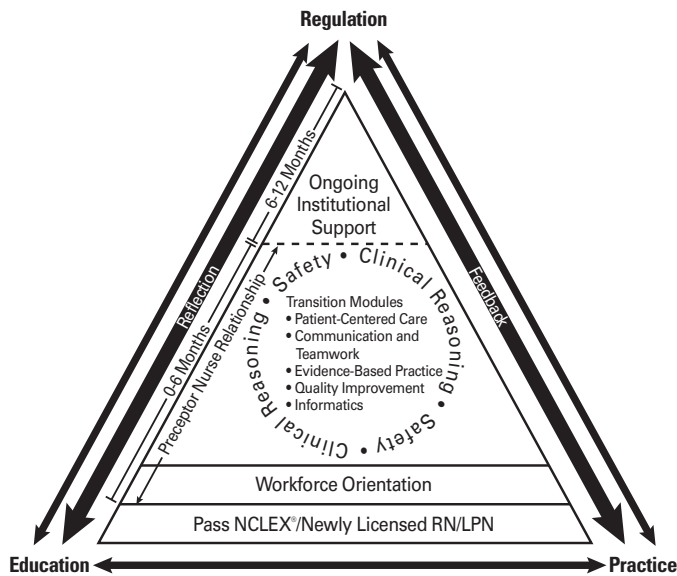 Regulation
6-12 Months
Ongoing
Institutional
Support
Reflection
Feedback
0-6 Months
Preceptor Nurse Relationship
Safety • Clinical Reasoning • Safety • Clinical Reasoning •
Transition Modules
• Patient-Centered Care
• Communication and
Teamwork
• Evidence-Based Practice
• Quality Improvement
• Informatics
Workforce Orientation
Pass NCLEX®/Newly Licensed RN/LPN
Education
Practice